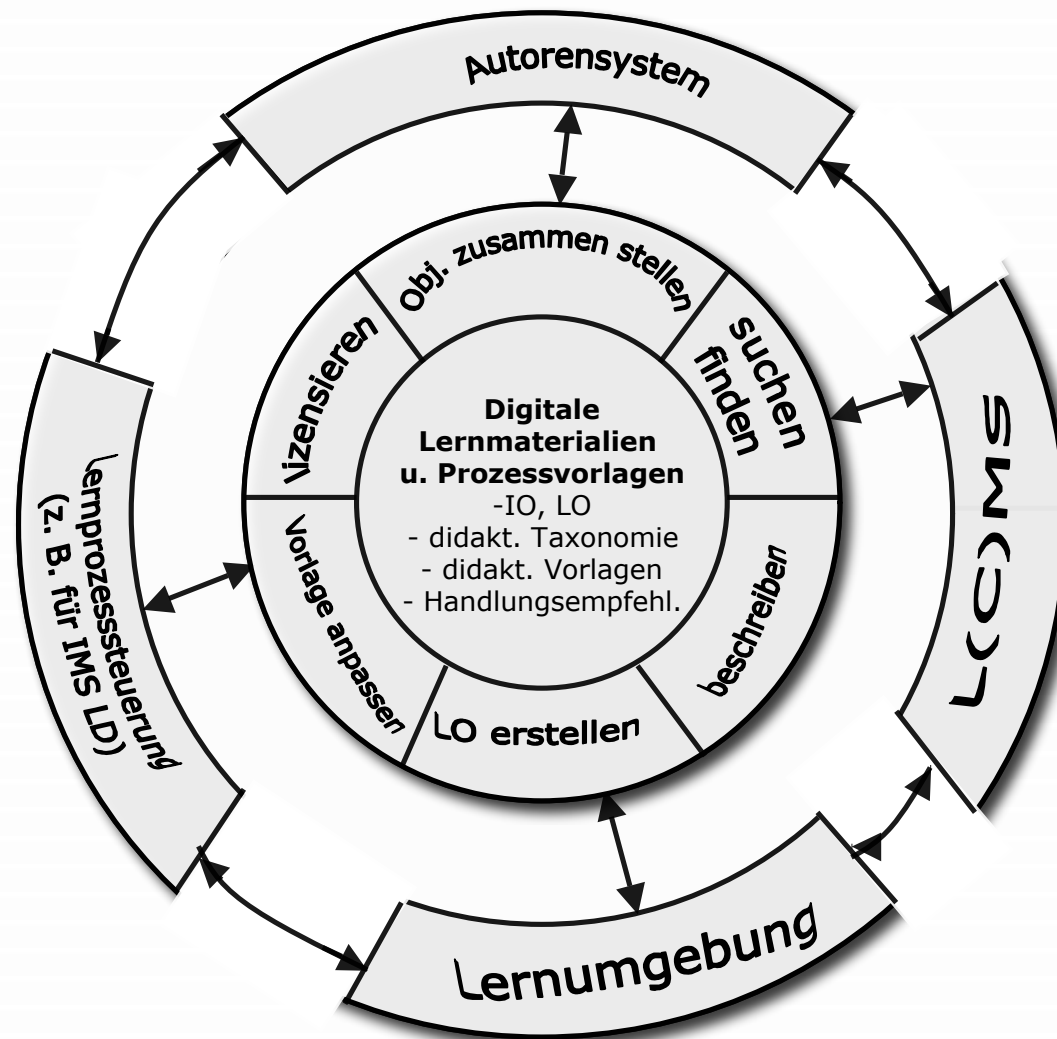 Autorensystem
Obj. zusammen stellen
suchen
finden
lizensieren
Digitale
Lernmaterialien
u. Prozessvorlagen
-IO, LO
- didakt. Taxonomie
- didakt. Vorlagen
- Handlungsempfehl.
L(C)MS
Lernprozesssteuerung
(z. B. für IMS LD)
Vorlage anpassen
beschreiben
LO erstellen
Lernumgebung